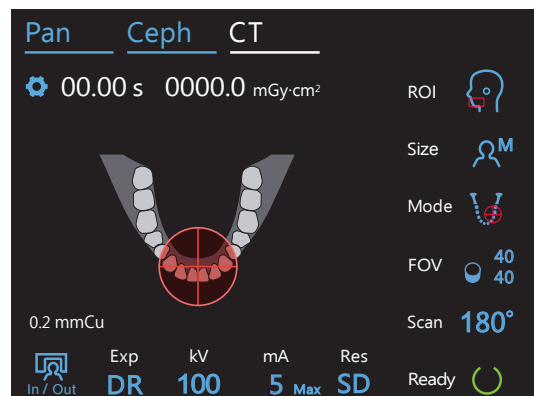 Pan Ceph CT
00.00 s 0000.0 mGy·cm²
ROI
Size M
Mode
FOV 40
40
0.2 mmCu
Scan 180°
Exp kV mA Res
In / Out DR 100 5 Max SD
Ready